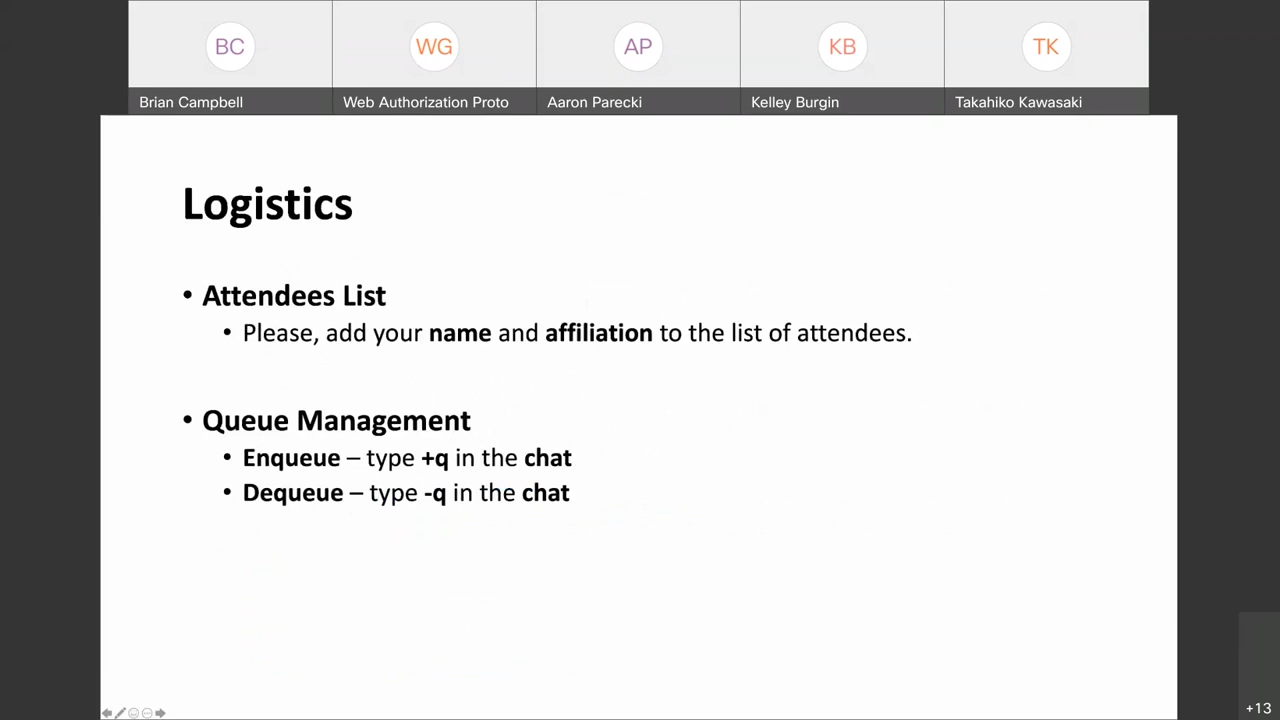 BC
WG
AP
KB
TK
Brian Campbell
Web Authorization Proto
Aaron Parecki
Kelley Burgin
Takahiko Kawasaki
Logistics
• Attendees List
• Please, add your name and affiliation to the list of attendees.
• Queue Management
• Enqueue – type +q in the chat
• Dequeue – type -q in the chat
+13